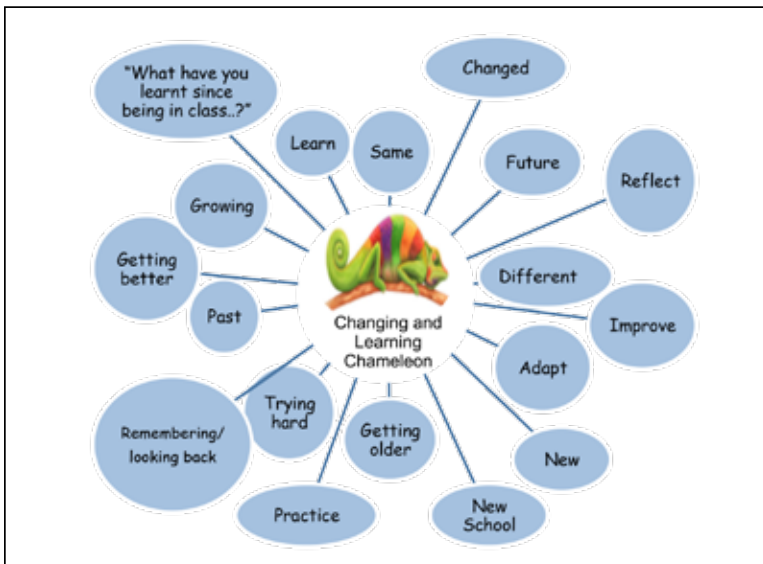 "What have you
learnt since
being in class..?"
Changed
Learn
Same
Future
Reflect
Growing
Getting
better
Different
Past
Improve
Changing and
Learning
Chameleon
Adapt
Trying
hard
Remembering/
looking back
Getting
older
New
Practice
New
School